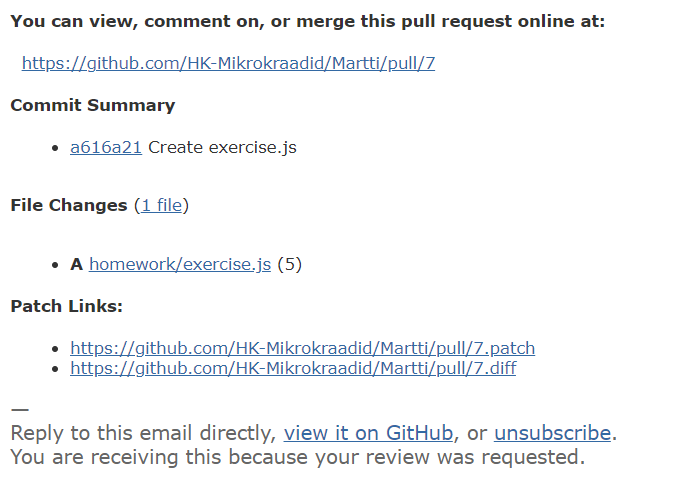 You can view, comment on, or merge this pull request online at:
https://github.com/HK-Mikrokraadid/Martti/pull/7
Commit Summary
• a616a21 Create exercise.js
File Changes (1 file)
• A homework/exercise.js (5)
Patch Links:
• https://github.com/HK-Mikrokraadid/Martti/pull/7.patch
• https://github.com/HK-Mikrokraadid/Martti/pull/7.diff
—
Reply to this email directly, view it on GitHub, or unsubscribe.
You are receiving this because your review was requested.